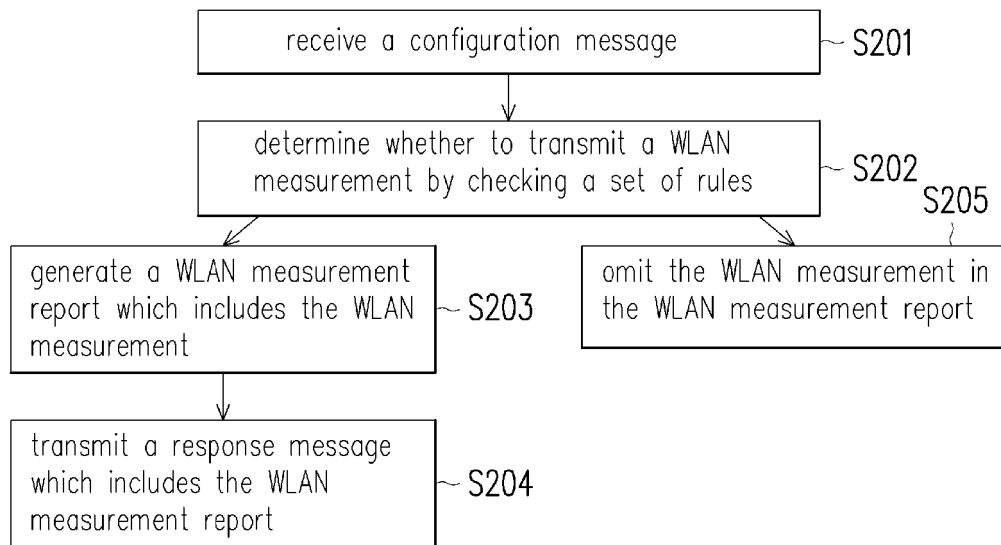 receive a configuration message
S201
determine whether to transmit a WLAN
measurement by checking a set of rules
S202
S205
generate a WLAN measurement
report which includes the WLAN
measurement
S203
omit the WLAN measurement in
the WLAN measurement report
transmit a response message
which includes the WLAN
measurement report
S204